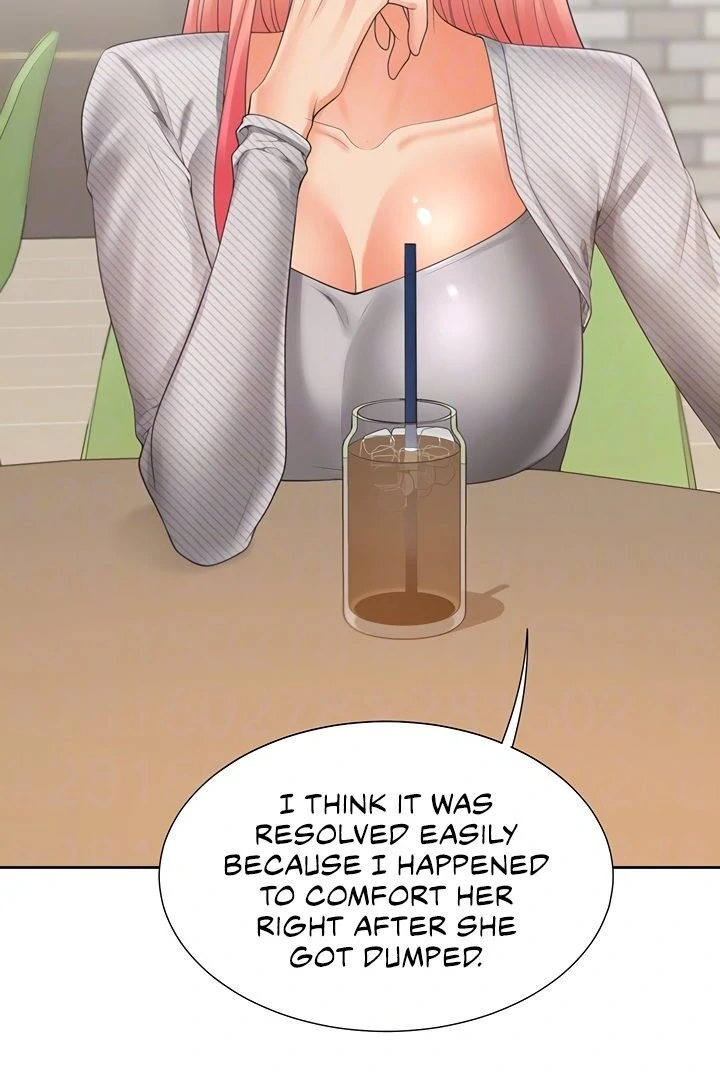 I THINK IT WAS
RESOLVED EASILY
BECAUSE I HAPPENED
TO COMFORT HER
RIGHT AFTER SHE
GOT DUMPED.